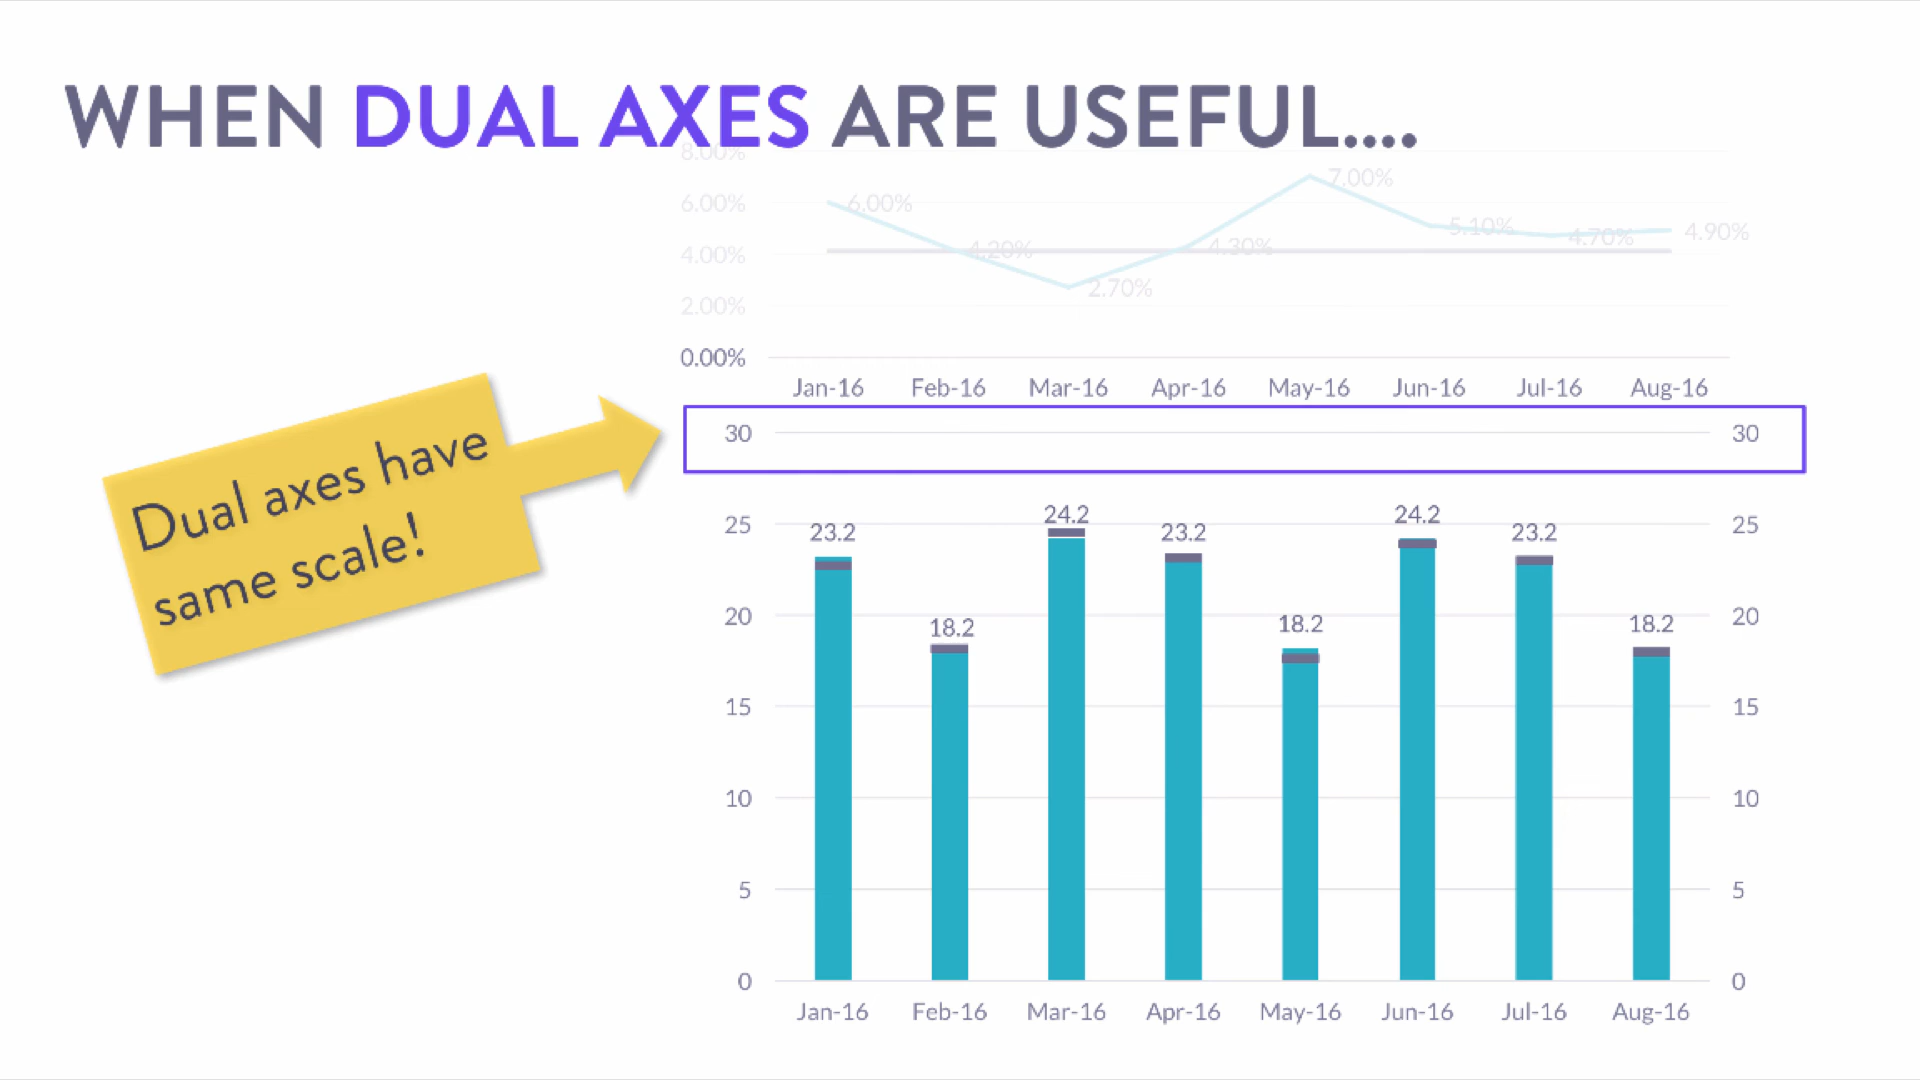 WHEN DUAL AXES ARE USEFUL....
8.00%
7.00%
6.00% 6.00%
5.10% 4.70% 4.90%
4.00% 4.20% 4.30%
2.70%
2.00%
0.00%
Jan-16 Feb-16 Mar-16 Apr-16 May-16 Jun-16 Jul-16 Aug-16
Dual axes have
same scale!
30 30
25 23.2 24.2 23.2 24.2 23.2 25
20 18.2 18.2 18.2 20
15 15
10 10
5 5
0 0
Jan-16 Feb-16 Mar-16 Apr-16 May-16 Jun-16 Jul-16 Aug-16